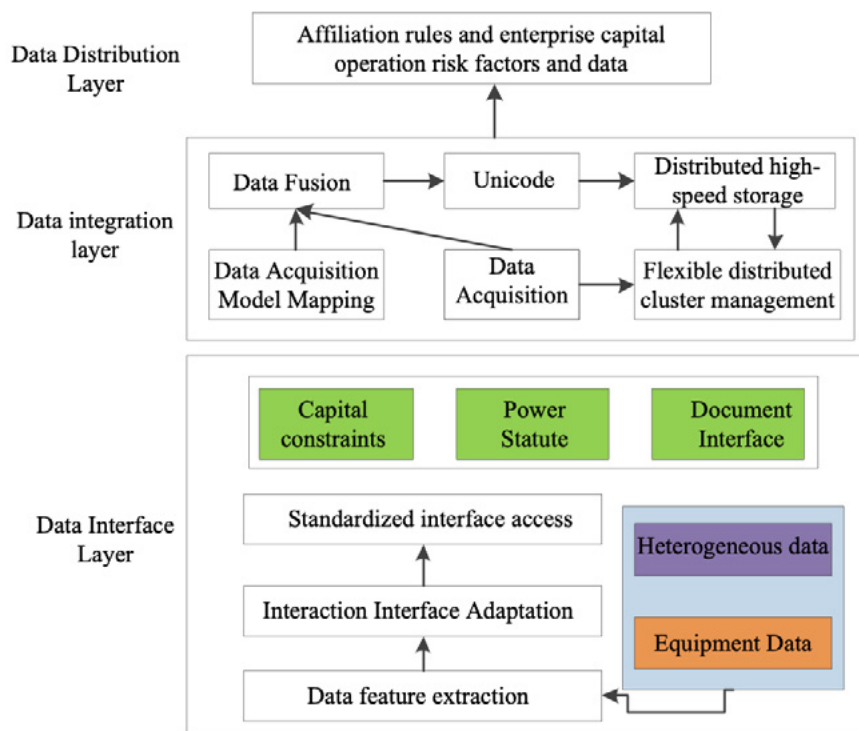 Data Distribution
Layer
Affiliation rules and enterprise capital
operation risk factors and data
Data integration
layer
Data Fusion
Unicode
Distributed high-
speed storage
Data Acquisition
Model Mapping
Data
Acquisition
Flexible distributed
cluster management
Data Interface
Layer
Capital
constraints
Power
Statute
Document
Interface
Standardized interface access
Heterogeneous data
Interaction Interface Adaptation
Equipment Data
Data feature extraction